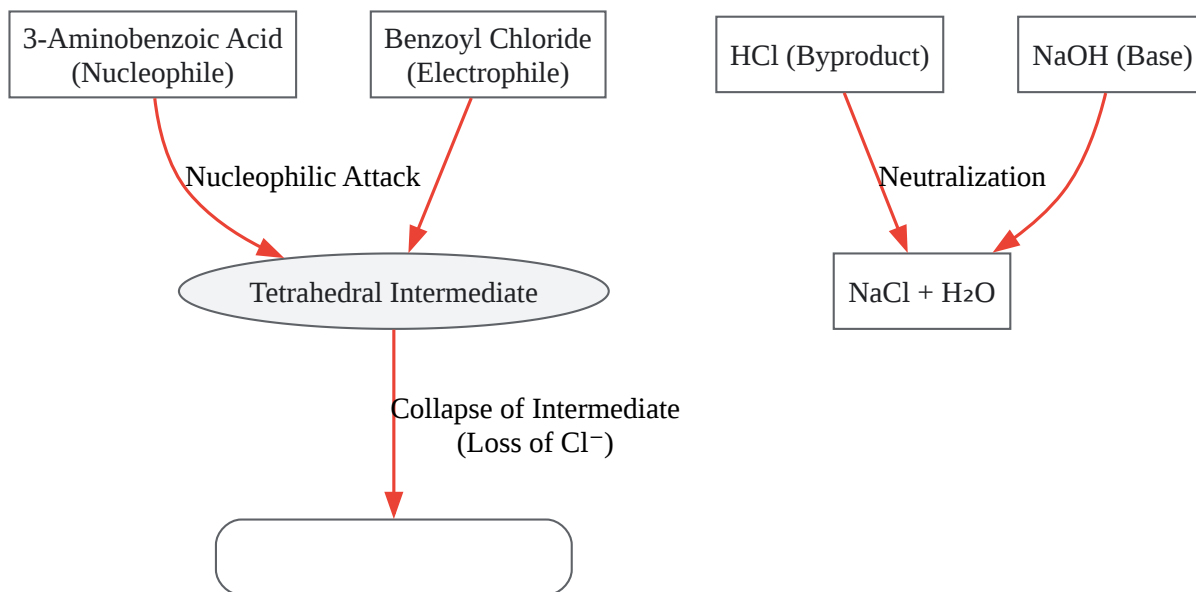 3-Aminobenzoic Acid
(Nucleophile)
Benzoyl Chloride
(Electrophile)
HCl (Byproduct)
NaOH (Base)
Nucleophilic Attack
Neutralization
Tetrahedral Intermediate
NaCl + H₂O
Collapse of Intermediate
(Loss of Cl⁻)